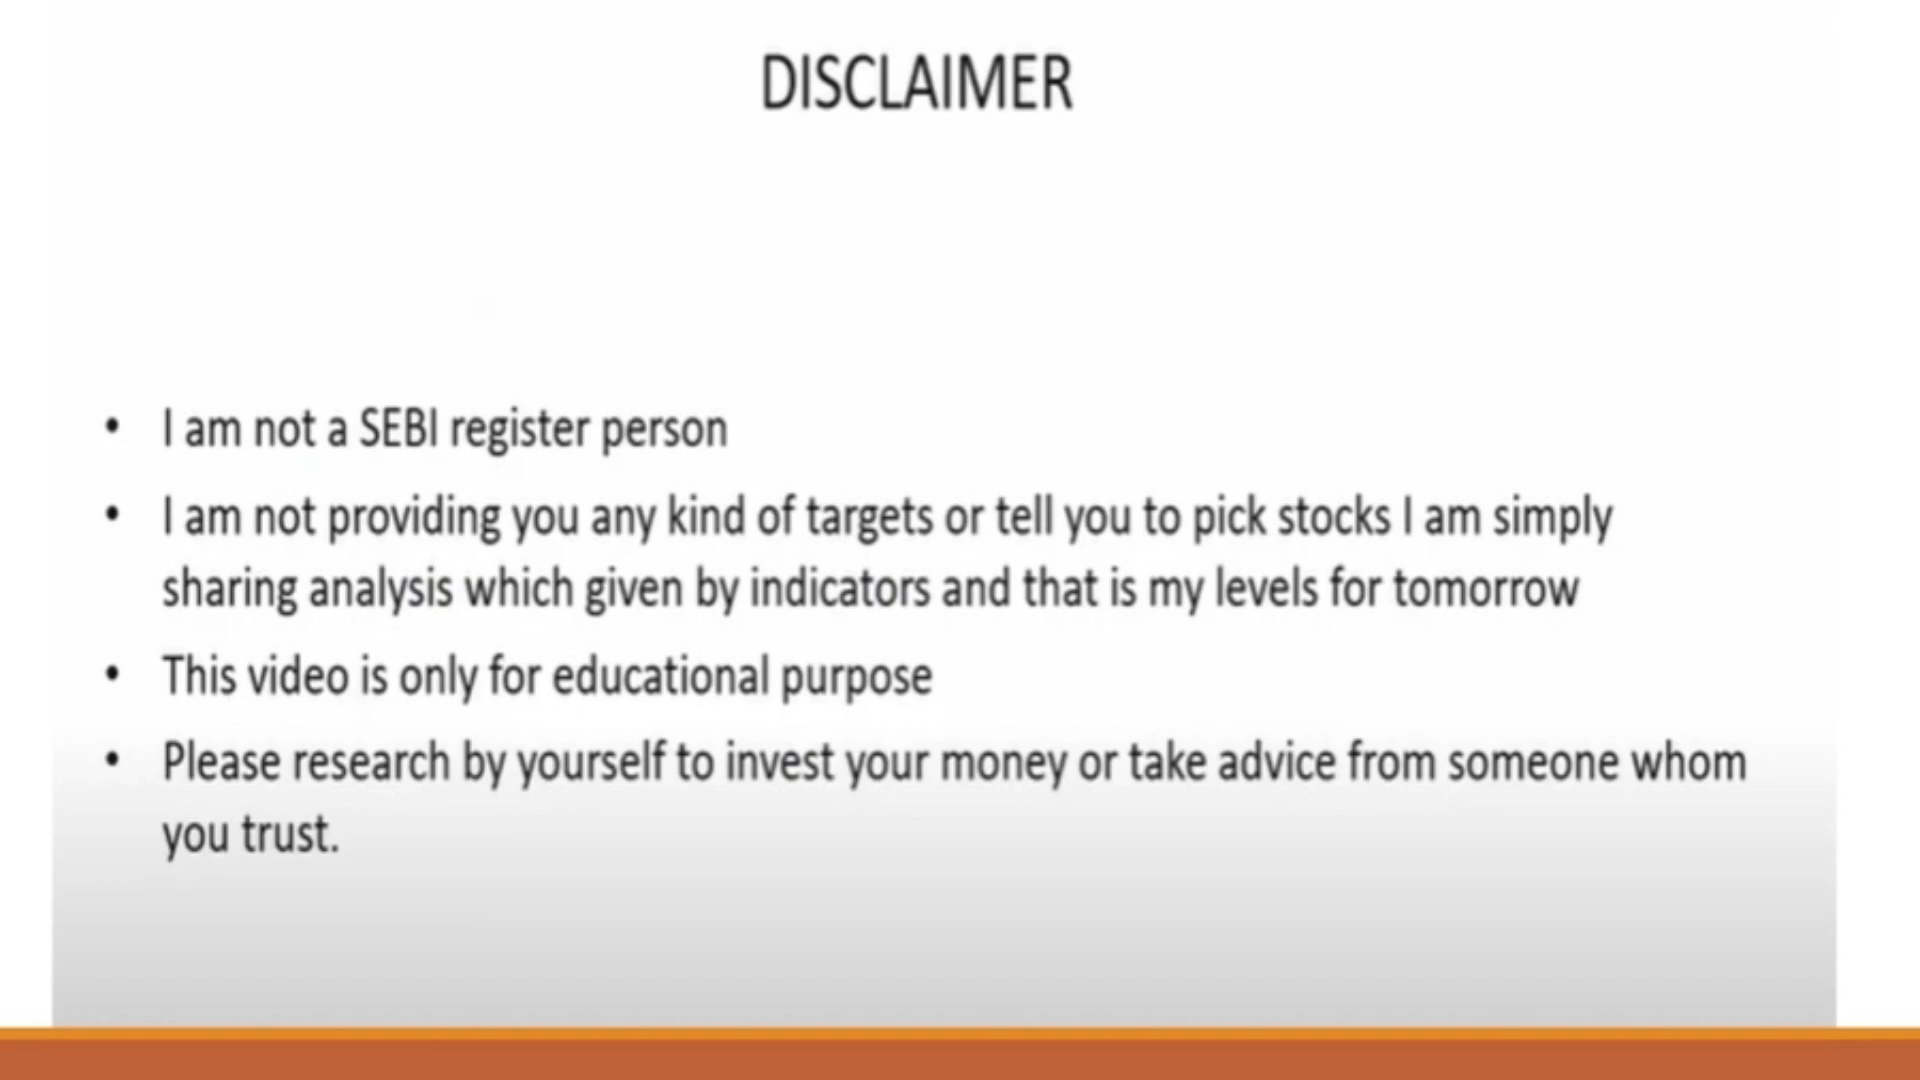 DISCLAIMER
• I am not a SEBI register person
• I am not providing you any kind of targets or tell you to pick stocks I am simply
sharing analysis which given by indicators and that is my levels for tomorrow
• This video is only for educational purpose
• Please research by yourself to invest your money or take advice from someone whom
you trust.